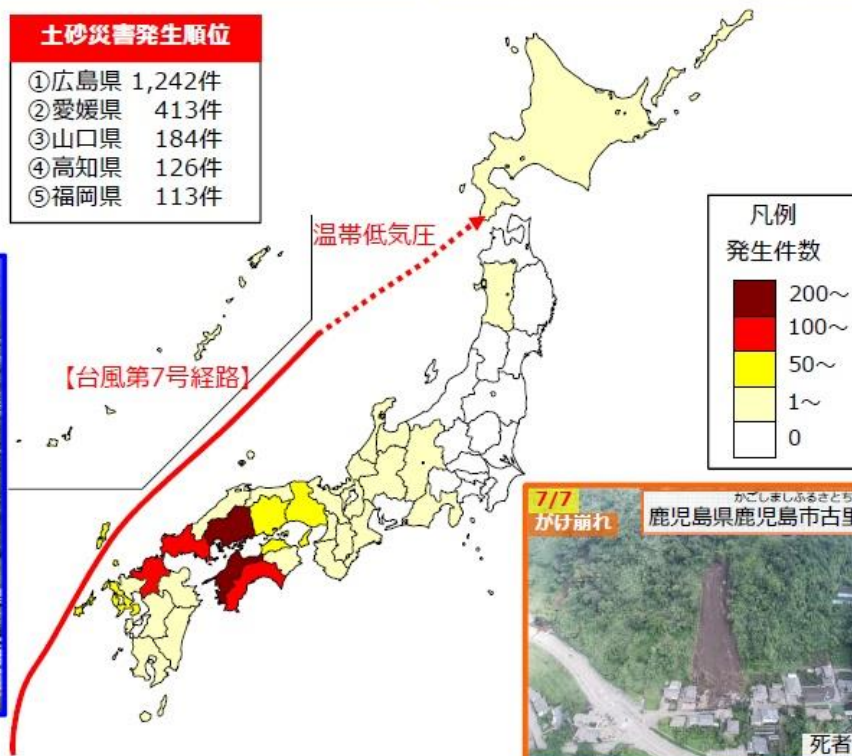 土砂災害発生順位
①広島県 1,242件
②愛媛県 413件
③山口県 184件
④高知県 126件
⑤福岡県 113件
温帯低気圧
【台風第7号経路】
凡例
発生件数
200～
100～
50～
1～
0
7/7
がけ崩れ
かごしましふるさとち
鹿児島県鹿児島市古里
死者